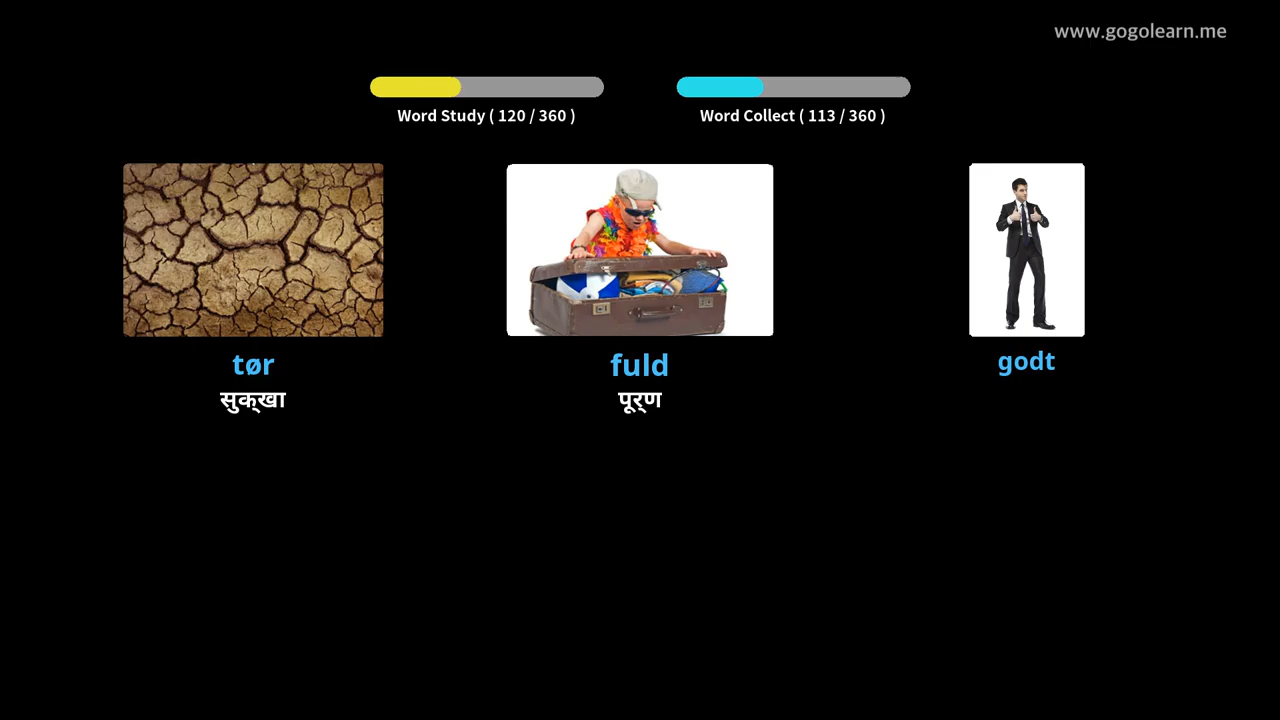 www.gogolearn.me
Word Study ( 120 / 360 )
Word Collect ( 113 / 360 )
tør
fuld
godt
सुक्खा
पूर्ण